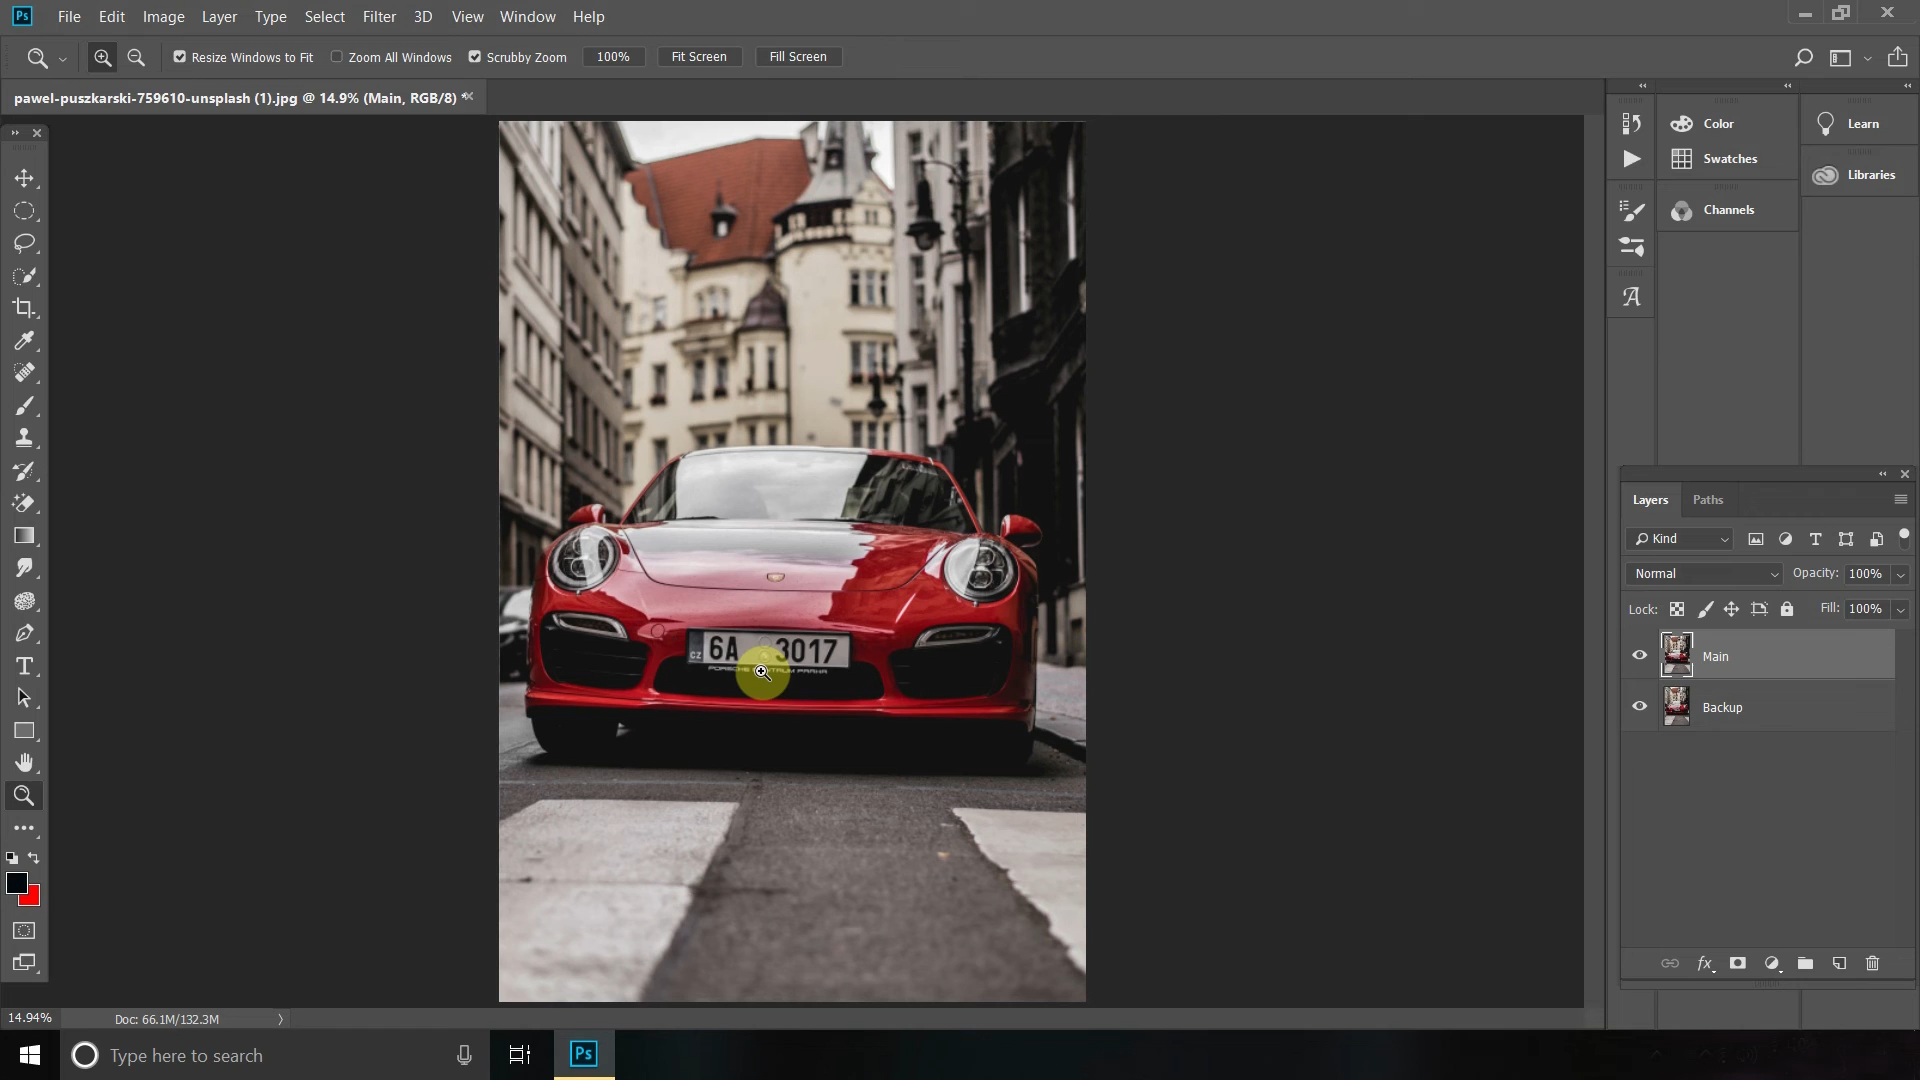 Ps File Edit Image Layer Type Select Filter 3D View Window Help
Resize Windows to Fit Zoom All Windows Scrubby Zoom 100% Fit Screen Fill Screen
pawel-puszkarski-759610-unsplash (1).jpg @ 14.9% (Main, RGB/8) *
Color
Swatches
Channels
Learn
Libraries
6A 3017
CZ
Layers Paths
Kind
Normal Opacity: 100%
Lock: Fill: 100%
Main
Backup
fx
14.94% Doc: 66.1M/132.3M
Type here to search
Ps